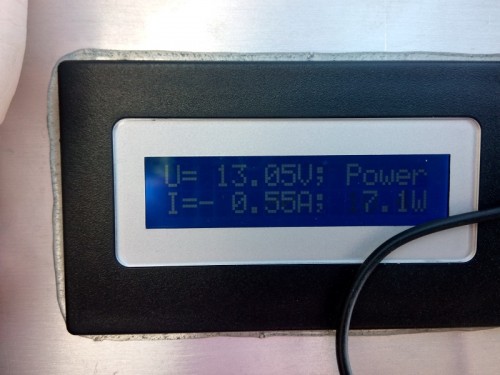 U= 13.05V; Power
I=- 0.55A; 7.1W